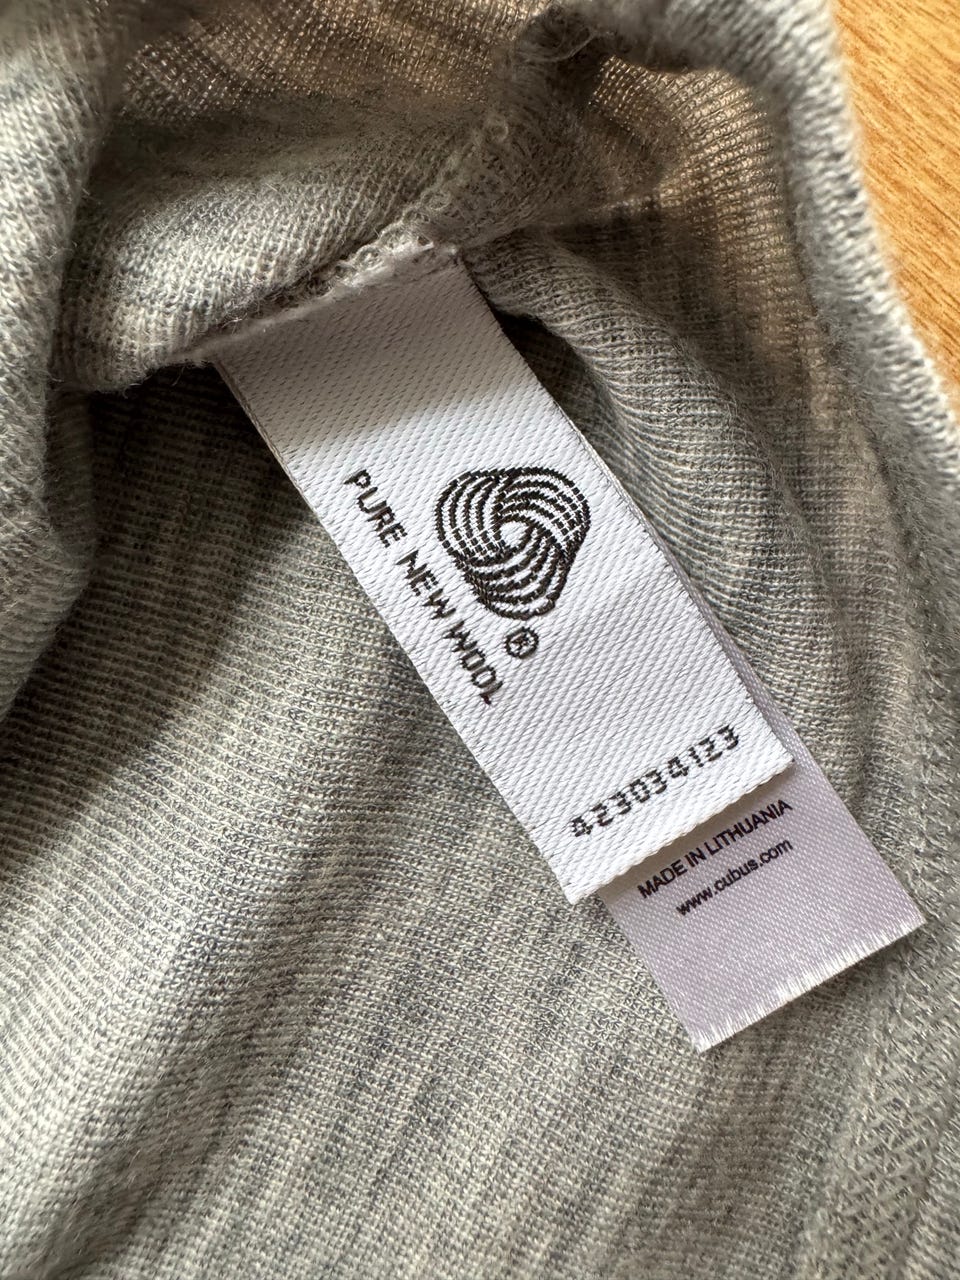 PURE NEW WOOL
®
423034123
MADE IN LITHUANIA
www.cubus.com